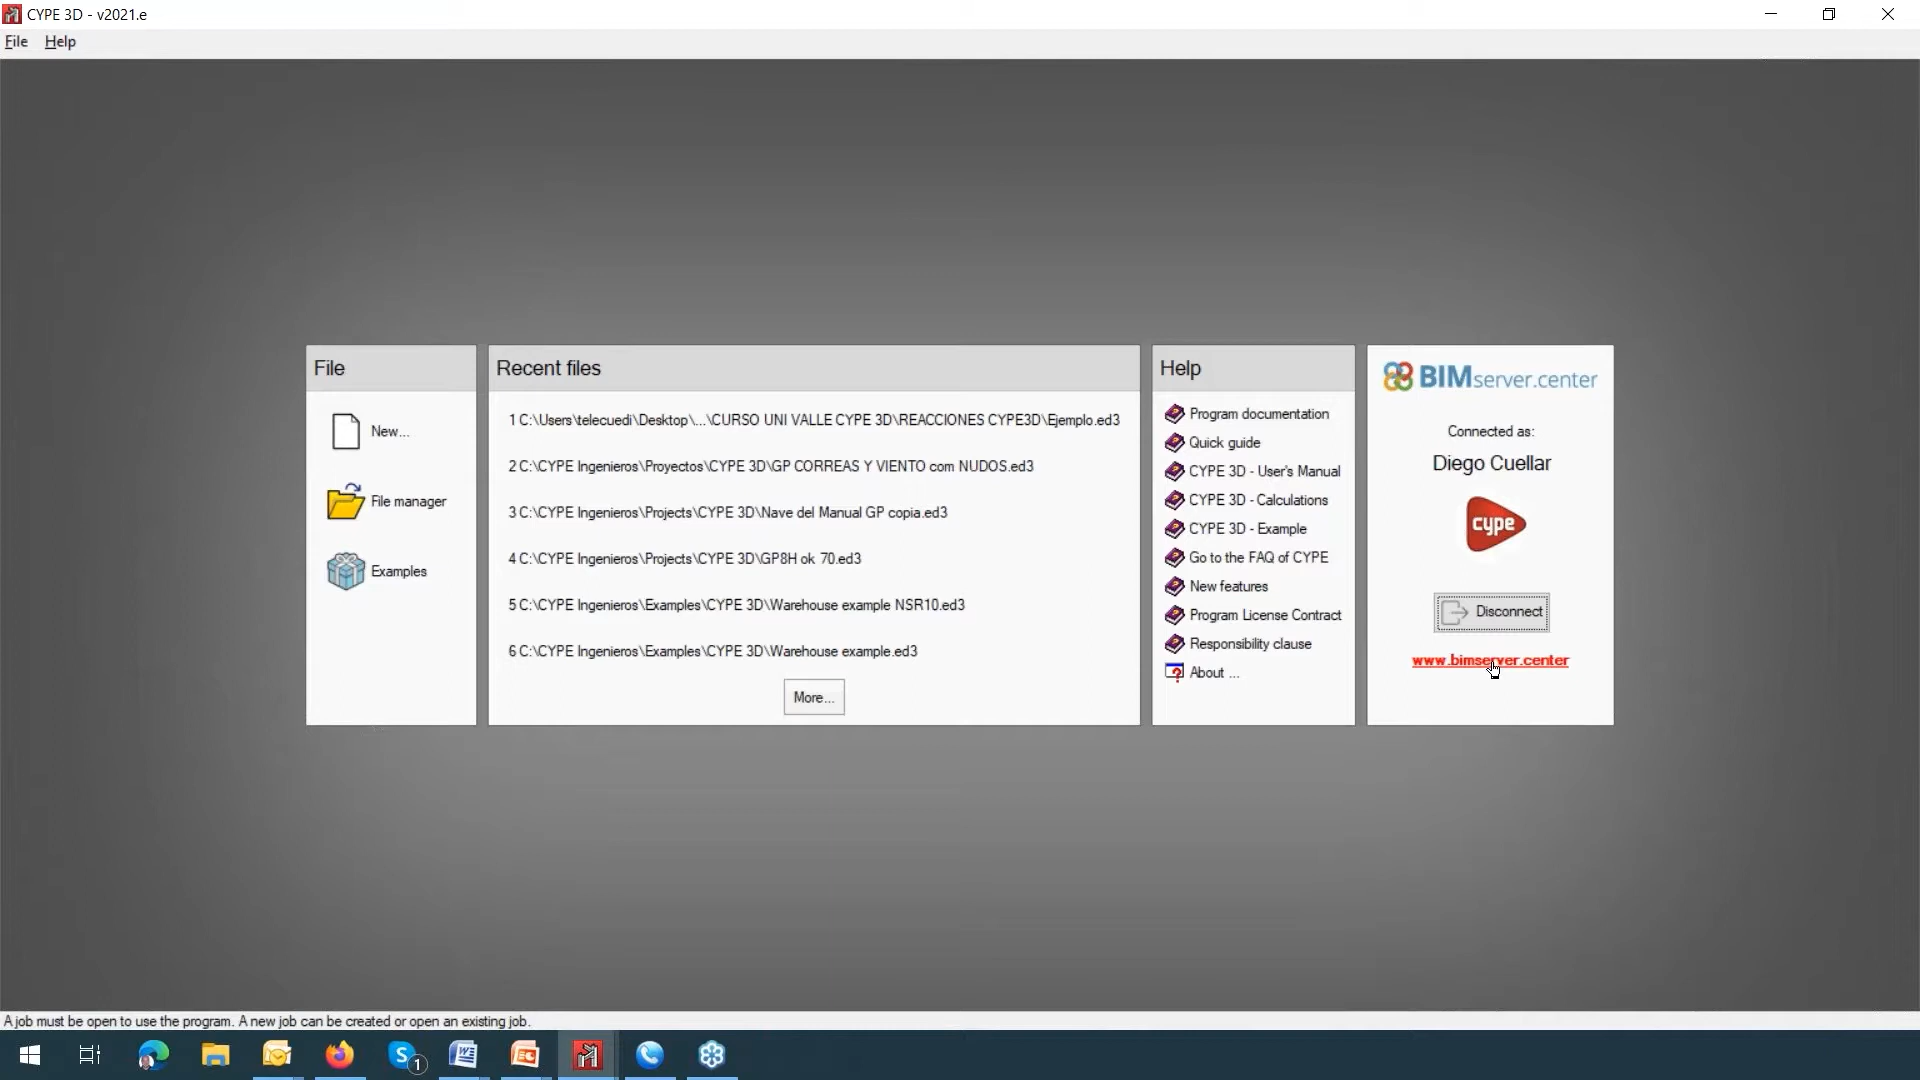 CYPE 3D - v2021.e
File Help
File
New...
File manager
Examples
Recent files
1 C:\Users\telecuedi\Desktop\...\CURSO UNI VALLE CYPE 3D\REACCIONES CYPE3D\Ejemplo.ed3
2 C:\CYPE Ingenieros\Proyectos\CYPE 3D\GP CORREAS Y VIENTO com NUDOS.ed3
3 C:\CYPE Ingenieros\Projects\CYPE 3D\Nave del Manual GP copia.ed3
4 C:\CYPE Ingenieros\Projects\CYPE 3D\GP8H ok 70.ed3
5 C:\CYPE Ingenieros\Examples\CYPE 3D\Warehouse example NSR10.ed3
6 C:\CYPE Ingenieros\Examples\CYPE 3D\Warehouse example.ed3
More...
Help
Program documentation
Quick guide
CYPE 3D - User's Manual
CYPE 3D - Calculations
CYPE 3D - Example
Go to the FAQ of CYPE
New features
Program License Contract
Responsibility clause
About ...
BIMserver.center
Connected as:
Diego Cuellar
cype
Disconnect
www.bimserver.center
A job must be open to use the program. A new job can be created or open an existing job.
1